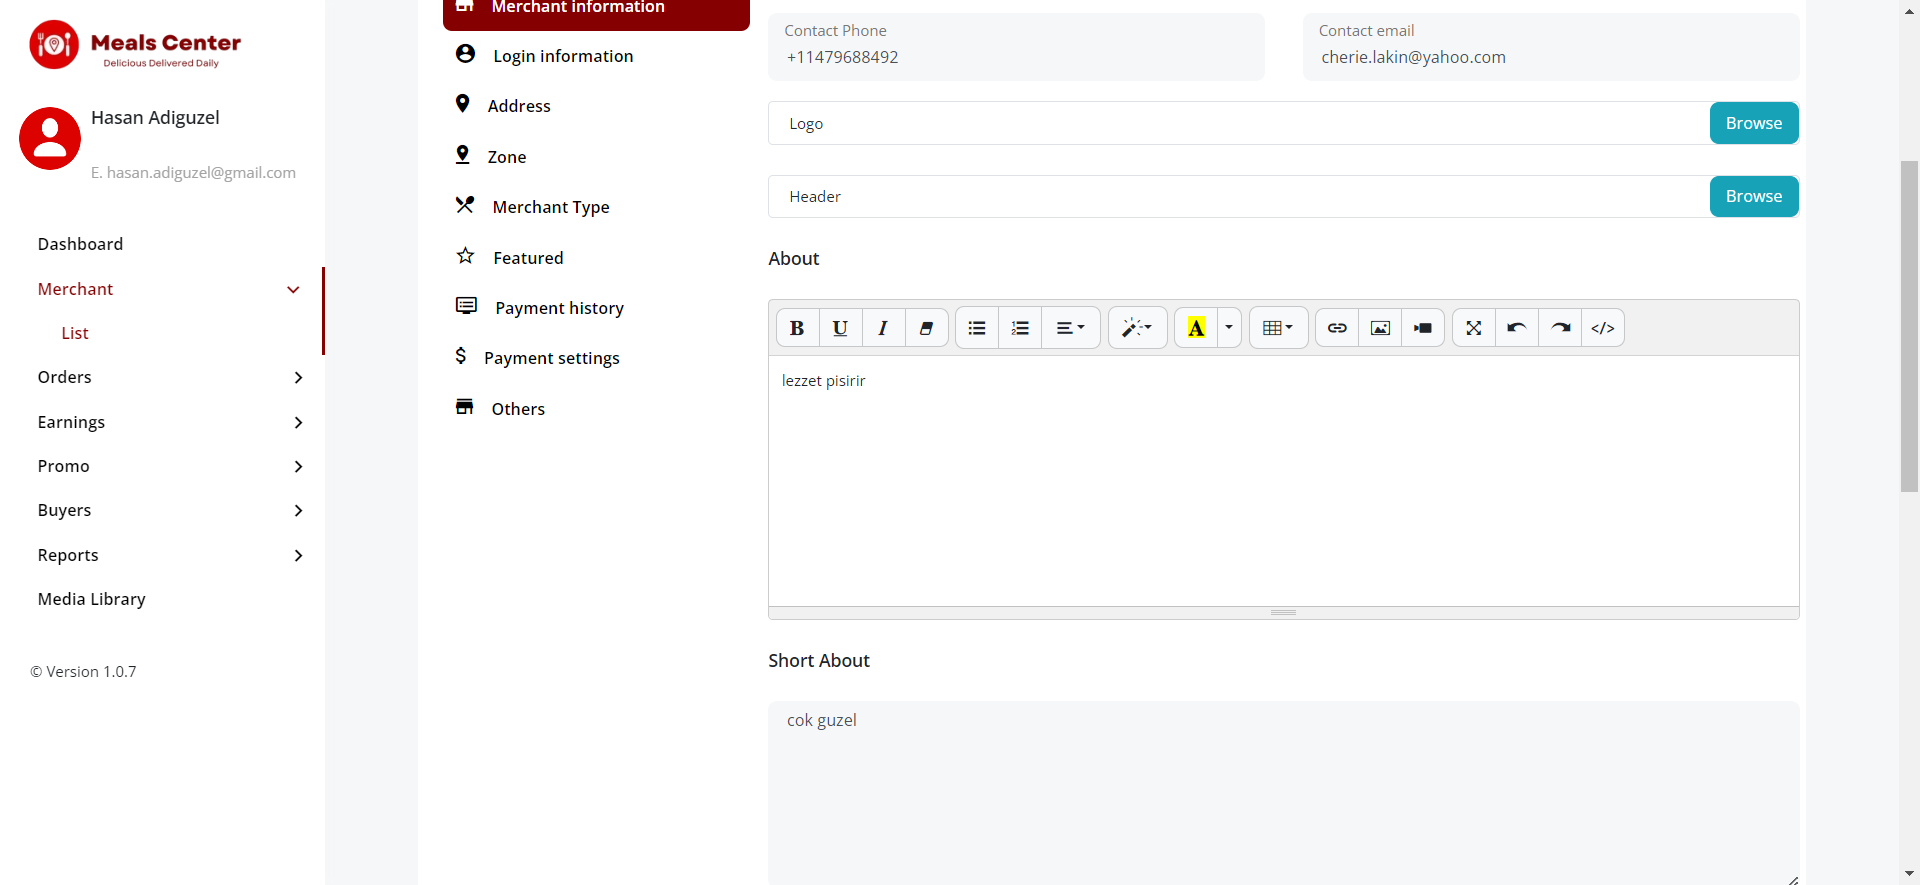 Meals Center
Delicious Delivered Daily
Hasan Adiguzel
E. hasan.adiguzel@gmail.com
Dashboard
Merchant
List
Orders
Earnings
Promo
Buyers
Reports
Media Library
© Version 1.0.7
Merchant information
Login information
Address
Zone
Merchant Type
Featured
Payment history
Payment settings
Others
Contact Phone
+11479688492
Contact email
cherie.lakin@yahoo.com
Logo
Browse
Header
Browse
About
B U I A </>
lezzet pisirir
Short About
cok guzel